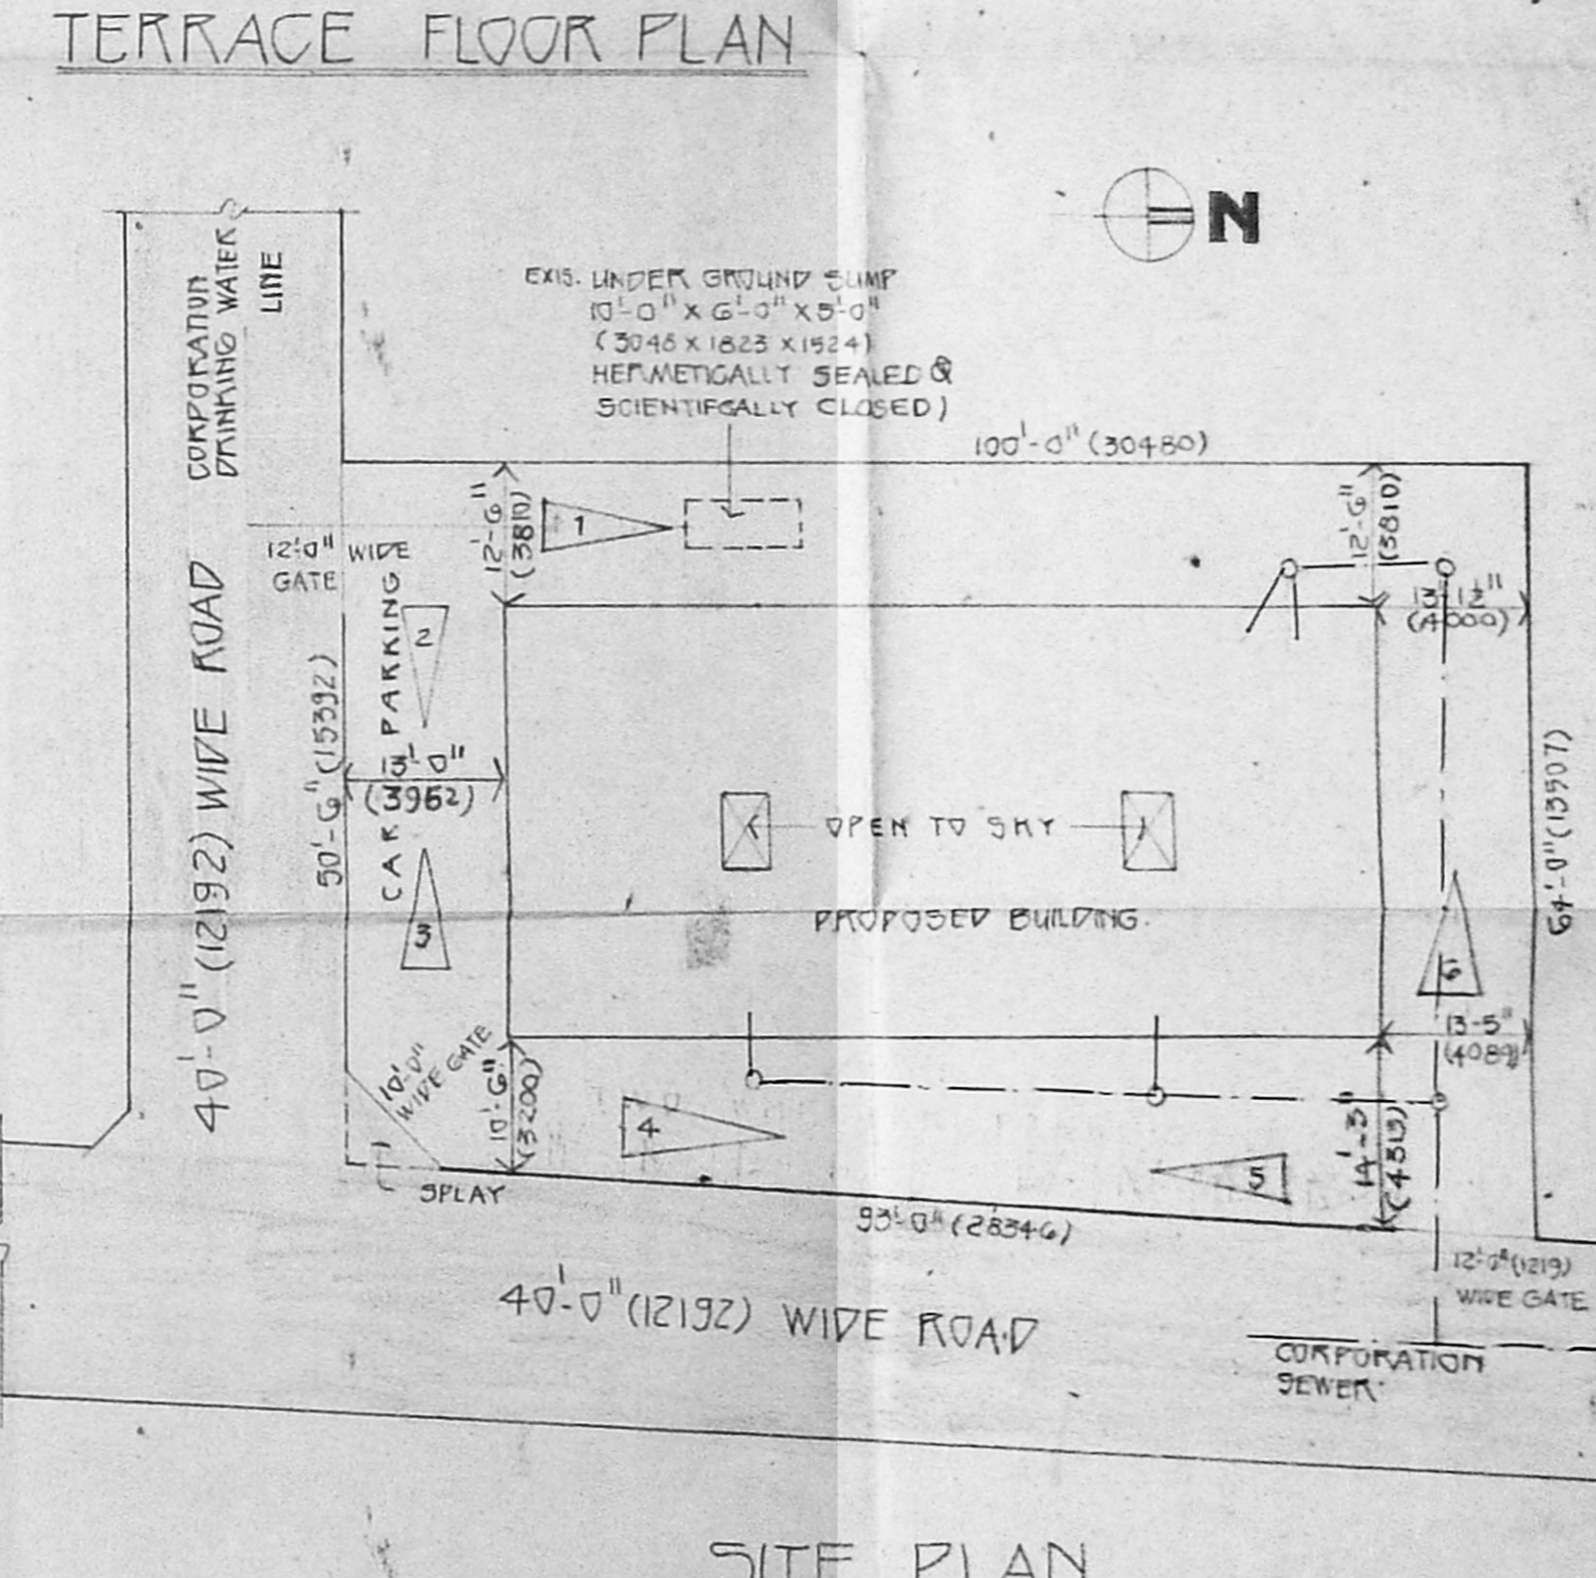 TERRACE FLOOR PLAN
N
EXIS. UNDER GROUND SUMP
10'-0" X 6'-0" X 5'-0"
(3048 X 1823 X 1524)
HERMETICALLY SEALED &
SCIENTIFCALLY CLOSED)
CORPORATION
DRINKING WATER
LINE
100'-0" (30480)
12'-6"
(3810)
1
12'-6"
(3810)
12'-0" WIDE
GATE
13'-1½"
(4000)
2
CAR PARKING
40'-0" (12192) WIDE ROAD
50'-6" (15392)
13'-0"
(3962)
OPEN TO SKY
64'-0" (13507)
PROPOSED BUILDING.
3
6
13-5"
(4089)
10'-0"
WIDE GATE
10'-6"
(3200)
4
5
14'-3"
SPLAY
93'-0" (28346)
12'-0" (1219)
WIDE GATE
40'-0" (12192) WIDE ROAD
CORPORATION
SEWER
SITE PLAN